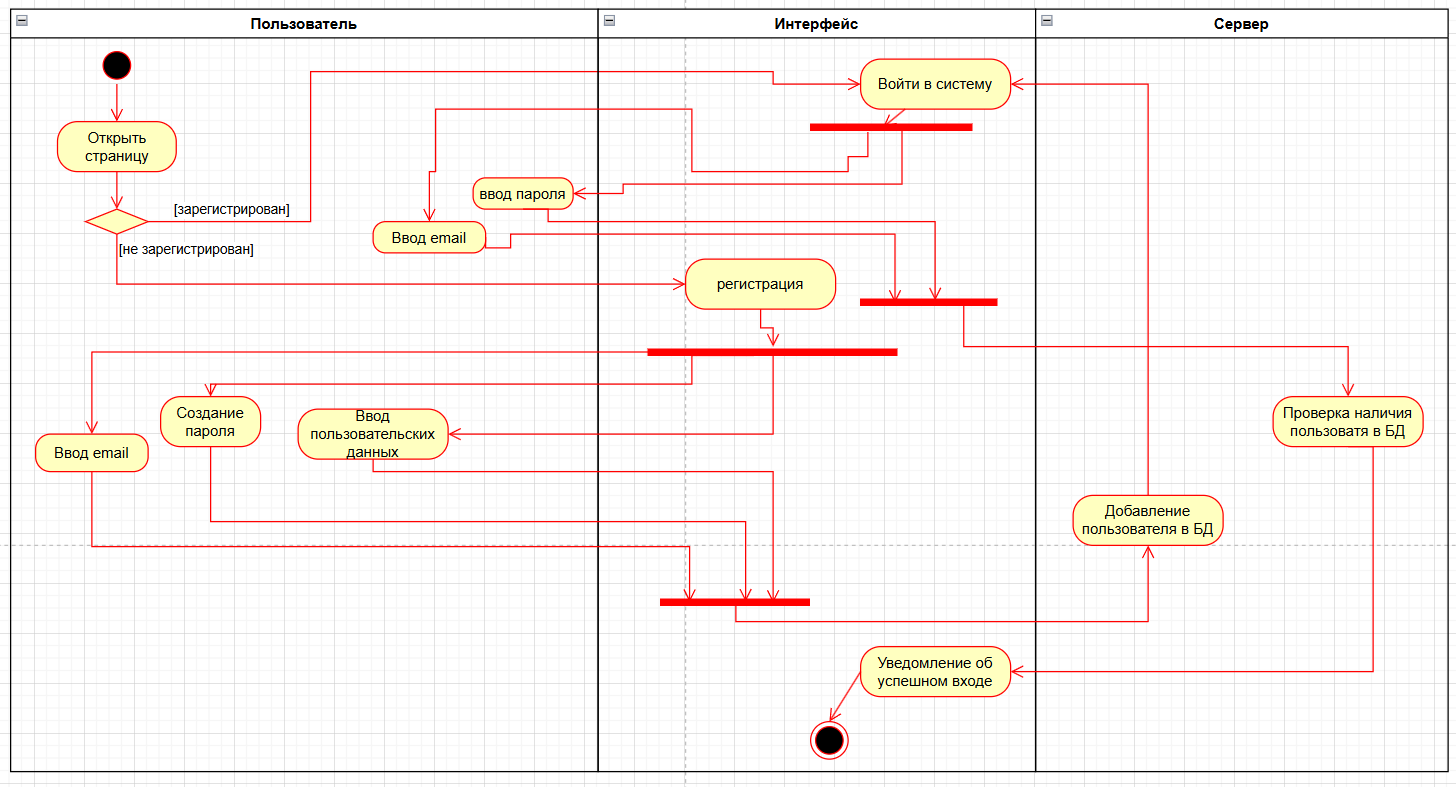 Пользователь
Интерфейс
Сервер
Войти в систему
Открыть
страницу
ввод пароля
[зарегистрирован]
Ввод email
[не зарегистрирован]
регистрация
Создание
пароля
Ввод
пользовательских
данных
Проверка наличия
пользоватя в БД
Ввод email
Добавление
пользователя в БД
Уведомление об
успешном входе